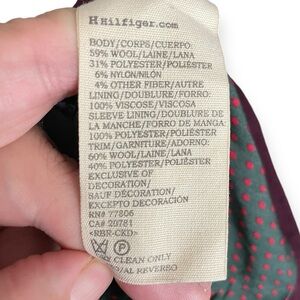 Hilfiger.com
BODY/CORPS/CUERPO:
59% WOOL/LAINE/LANA
31% POLYESTER/POLIÉSTER
6% NYLON/NILÓN
4% OTHER FIBER/AUTRE
LINING/DOUBLURE/FORRO:
100% VISCOSE/VISCOSA
SLEEVE LINING/DOUBLURE DE
LA MANCHE/FORRO DE MANGA
100% POLYESTER/POLIÉSTER
TRIM/GARNITURE/ADORNO:
60% WOOL/LAINE/LANA
40% POLYESTER/POLIÉSTER
EXCLUSIVE OF
DECORATION/
SAUF DÉCORATION/
EXCEPTO DECORACIÓN
RN# 77806
CA# 20781
<RBR-CKD>
P
DRY CLEAN ONLY
AL REVERSO